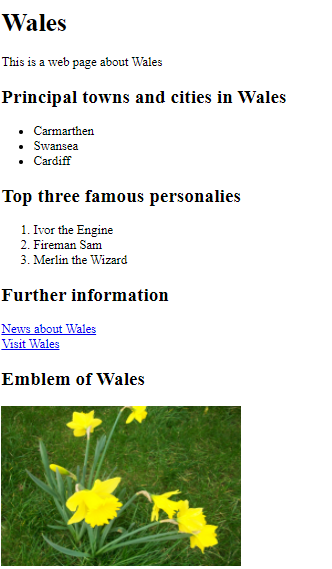 Wales
This is a web page about Wales
Principal towns and cities in Wales
Carmarthen
Swansea
Cardiff
Top three famous personalies
1. Ivor the Engine
2. Fireman Sam
3. Merlin the Wizard
Further information
News about Wales
Visit Wales
Emblem of Wales